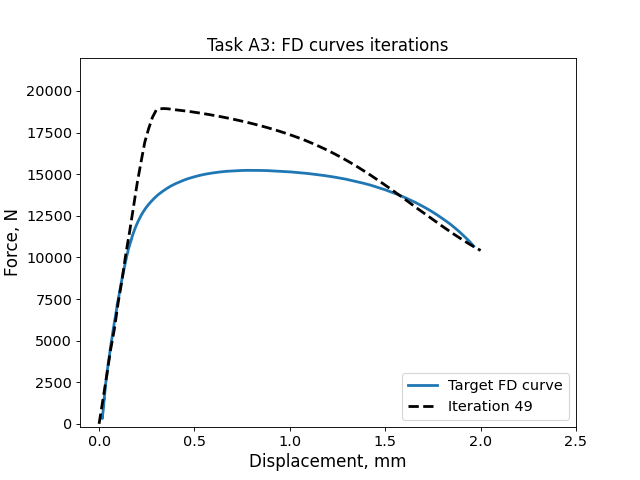 Task A3: FD curves iterations
Force, N
20000
17500
15000
12500
10000
7500
5000
2500
0
0.0 0.5 1.0 1.5 2.0 2.5
Displacement, mm
Target FD curve
Iteration 49